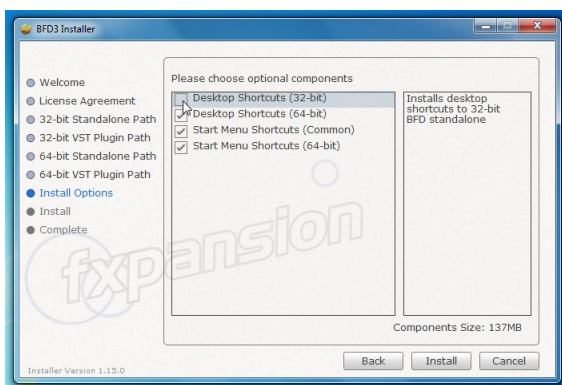 BFD3 Installer
Welcome
License Agreement
32-bit Standalone Path
32-bit VST Plugin Path
64-bit Standalone Path
64-bit VST Plugin Path
Install Options
Install
Complete
Please choose optional components
Desktop Shortcuts (32-bit)
Desktop Shortcuts (64-bit)
Start Menu Shortcuts (Common)
Start Menu Shortcuts (64-bit)
Installs desktop
shortcuts to 32-bit
BFD standalone
fxpansion
Components Size: 137MB
Installer Version 1.15.0
Back
Install
Cancel